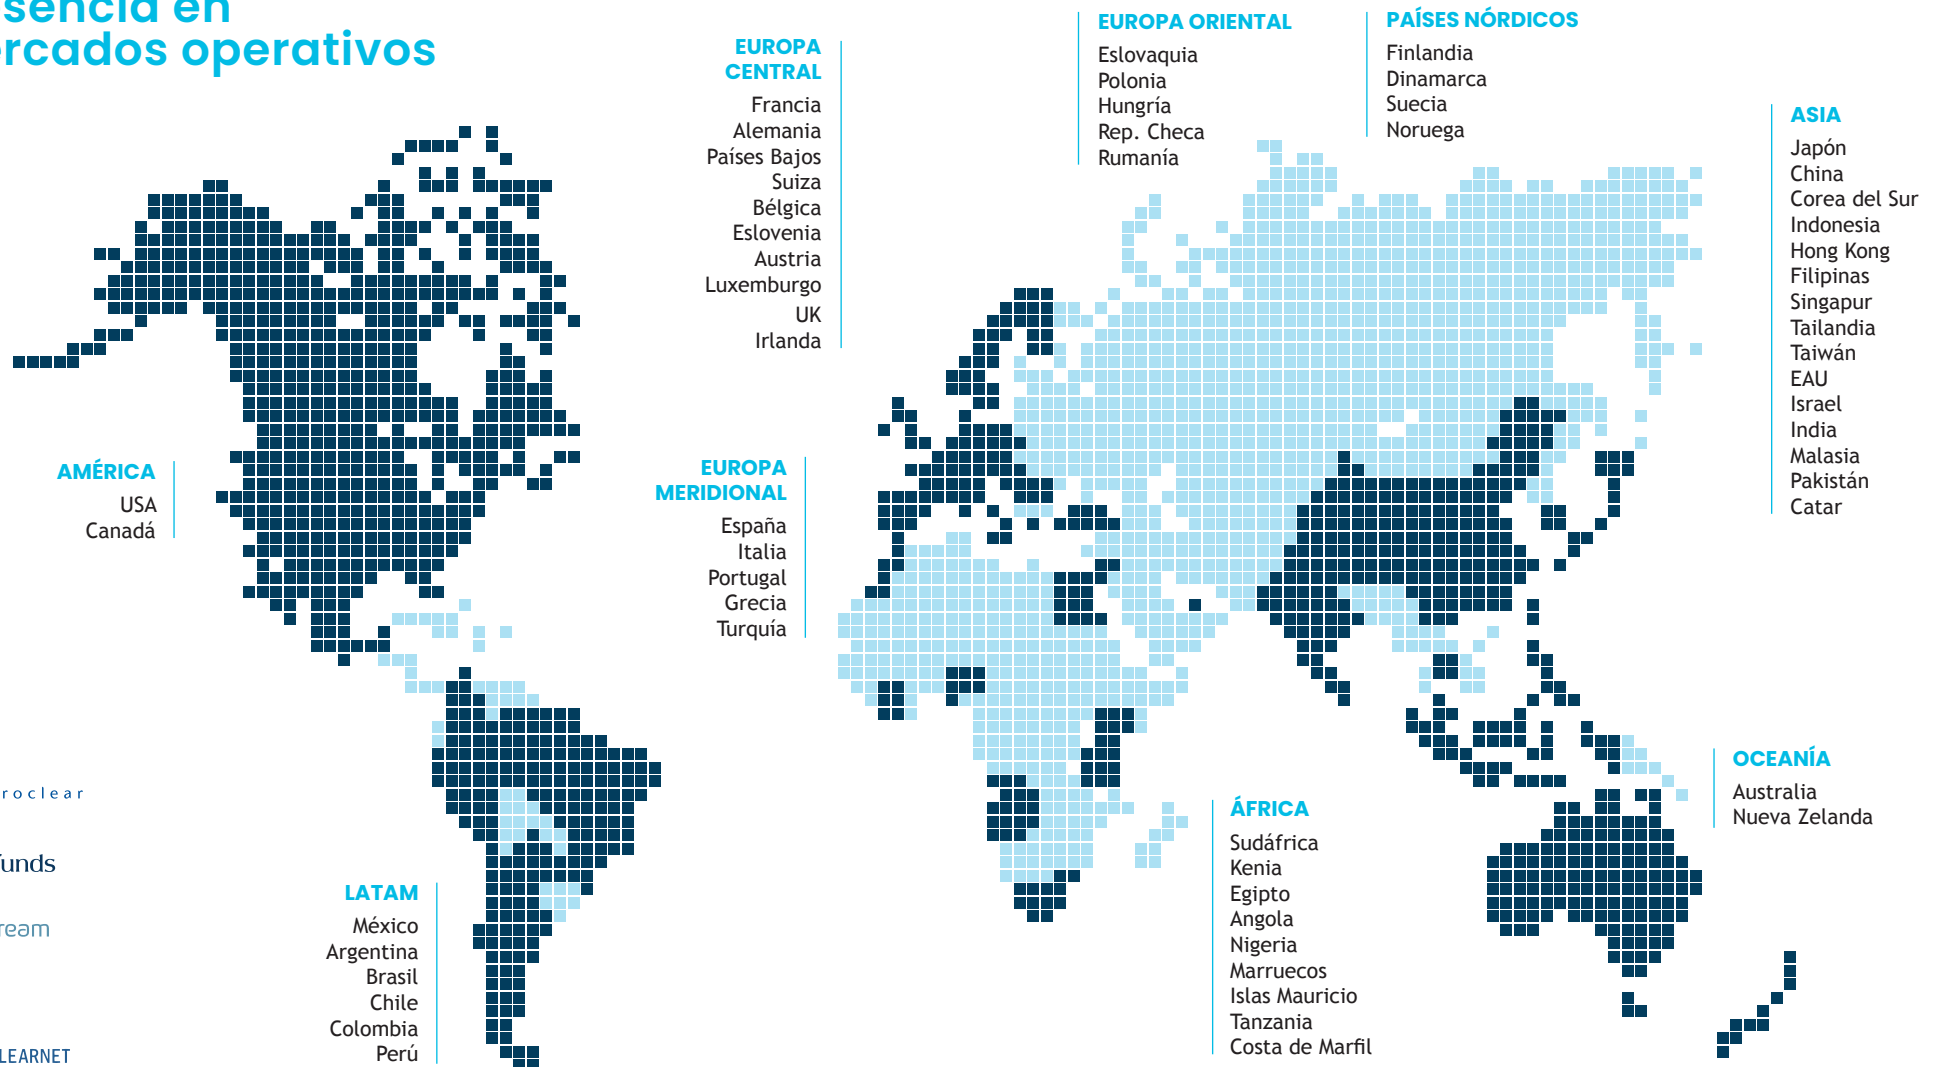 esencia en
ercados operativos
EUROPA
CENTRAL
Francia
Alemania
Países Bajos
Suiza
Bélgica
Eslovenia
Austria
Luxemburgo
UK
Irlanda
EUROPA ORIENTAL
Eslovaquia
Polonia
Hungría
Rep. Checa
Rumanía
PAÍSES NÓRDICOS
Finlandia
Dinamarca
Suecia
Noruega
ASIA
Japón
China
Corea del Sur
Indonesia
Hong Kong
Filipinas
Singapur
Tailandia
Taiwán
EAU
Israel
India
Malasia
Pakistán
Catar
AMÉRICA
USA
Canadá
EUROPA
MERIDIONAL
España
Italia
Portugal
Grecia
Turquía
OCEANÍA
Australia
Nueva Zelanda
ÁFRICA
Sudáfrica
Kenia
Egipto
Angola
Nigeria
Marruecos
Islas Mauricio
Tanzania
Costa de Marfil
LATAM
México
Argentina
Brasil
Chile
Colombia
Perú
roclear
unds
ream
LEARNET